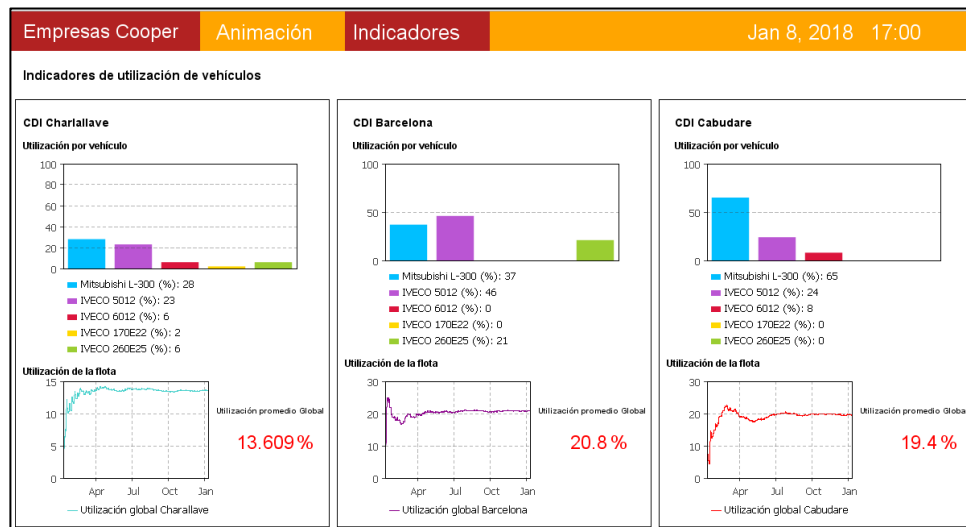 Empresas Cooper Animación Indicadores Jan 8, 2018 17:00
Indicadores de utilización de vehículos
CDI Charlallave
Utilización por vehículo
100
80
60
40
20
0
Mitsubishi L-300 (%): 28
IVECO 5012 (%): 23
IVECO 6012 (%): 6
IVECO 170E22 (%): 2
IVECO 260E25 (%): 6
Utilización de la flota
15
10
5
0
Apr Jul Oct Jan
Utilización global Charallave
Utilización promedio Global
13.609 %
CDI Barcelona
Utilización por vehículo
100
50
0
Mitsubishi L-300 (%): 37
IVECO 5012 (%): 46
IVECO 6012 (%): 0
IVECO 170E22 (%): 0
IVECO 260E25 (%): 21
Utilización de la flota
30
20
10
0
Apr Jul Oct Jan
Utilización global Barcelona
Utilización promedio Global
20.8 %
CDI Cabudare
Utilización por vehículo
100
50
0
Mitsubishi L-300 (%): 65
IVECO 5012 (%): 24
IVECO 6012 (%): 8
IVECO 170E22 (%): 0
IVECO 260E25 (%): 0
Utilización de la flota
30
20
10
0
Apr Jul Oct Jan
Utilización global Cabudare
Utilización promedio Global
19.4 %